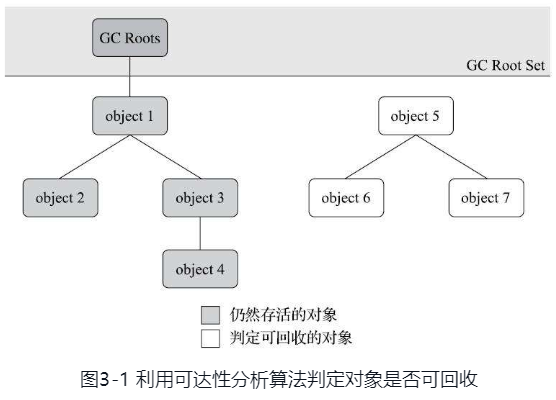 GC Roots
GC Root Set
object 1
object 5
object 2
object 3
object 6
object 7
object 4
仍然存活的对象
判定可回收的对象
图3-1 利用可达性分析算法判定对象是否可回收